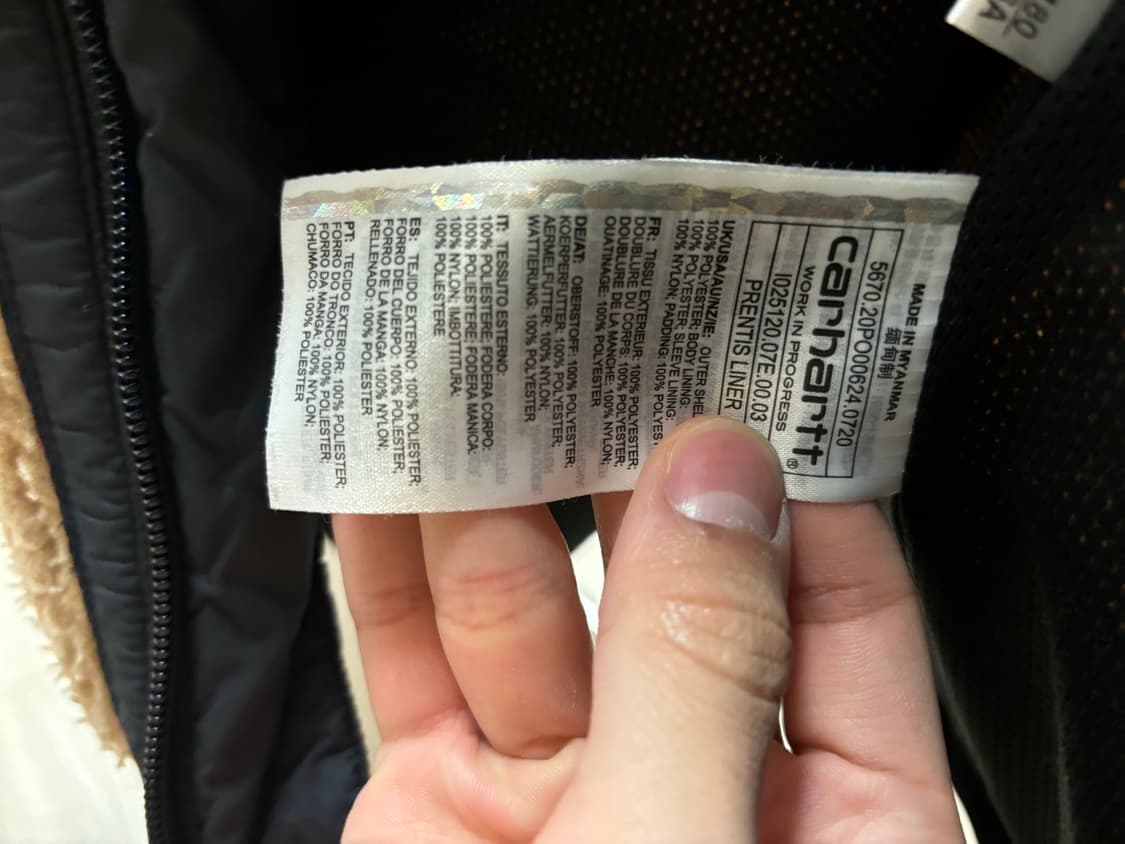 MADE IN MYANMAR
缅甸制
5670.20PO000624.0720
carhartt®
WORK IN PROGRESS
I025120.07E.00.03
PRENTIS LINER
UK/USA/AU/NZ/IE: OUTER SHEL
100% POLYESTER; BODY LINING:
100% POLYESTER; SLEEVE LINING:
100% NYLON; PADDING: 100% POLYEST
FR: TISSU EXTERIEUR: 100% POLYESTER;
DOUBLURE DU CORPS: 100% POLYESTER;
DOUBLURE DE LA MANCHE: 100% NYLON;
OUATINAGE: 100% POLYESTER
DE/AT: OBERSTOFF: 100% POLYESTER;
KOERPERFUTTER: 100% POLYESTER;
AERMELFUTTER: 100% NYLON;
WATTIERUNG: 100% POLYESTER
IT: TESSUTO ESTERNO:
100% POLIESTERE; FODERA CORPO:
100% POLIESTERE; FODERA MANICA:
100% NYLON; IMBOTTITURA:
100% POLIESTERE
ES: TEJIDO EXTERNO: 100% POLIESTER;
FORRO DEL CUERPO: 100% POLIESTER;
FORRO DE LA MANGA: 100% NYLON;
RELLENADO: 100% POLIESTER
PT: TECIDO EXTERIOR: 100% POLIESTER;
FORRO DA TRONCO: 100% POLIESTER;
FORRO DA MANGA: 100% NYLON;
CHUMACO: 100% POLIESTER
180